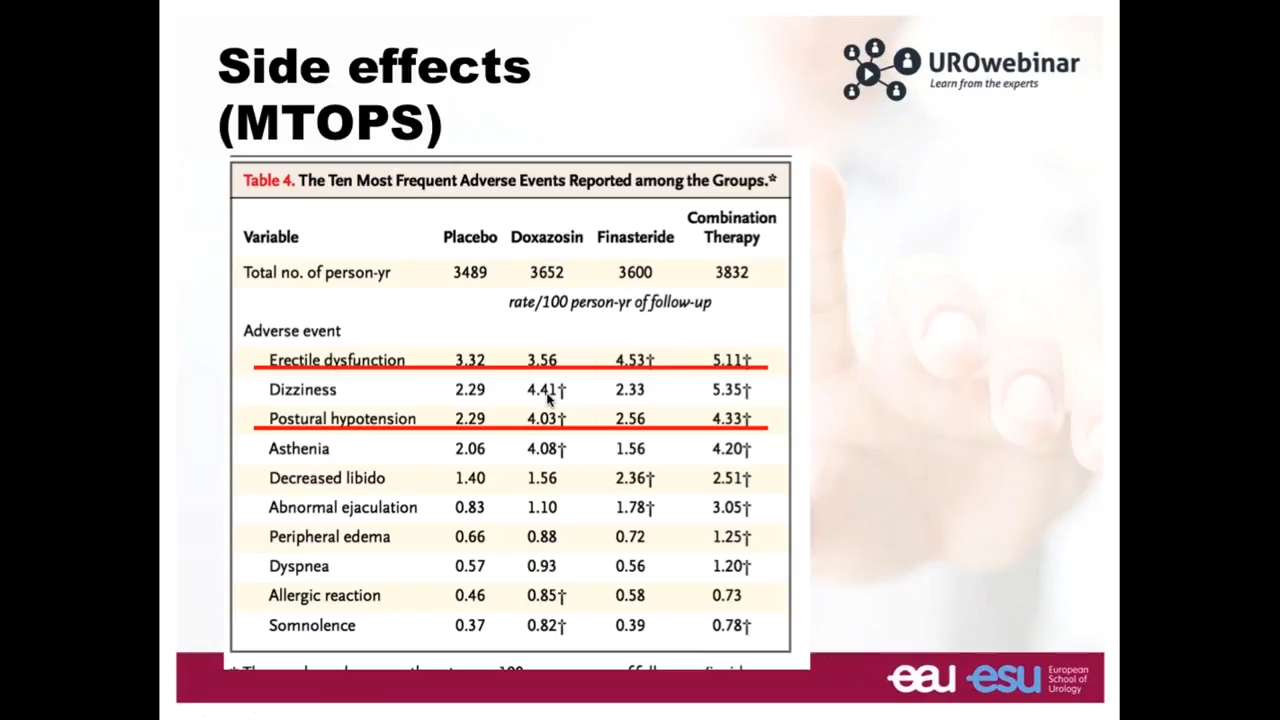 Side effects
(MTOPS)
UROwebinar
Learn from the experts
Table 4. The Ten Most Frequent Adverse Events Reported among the Groups.*
Variable Placebo Doxazosin Finasteride Combination Therapy
Total no. of person-yr 3489 3652 3600 3832
rate/100 person-yr of follow-up
Adverse event
Erectile dysfunction 3.32 3.56 4.53† 5.11†
Dizziness 2.29 4.41† 2.33 5.35†
Postural hypotension 2.29 4.03† 2.56 4.33†
Asthenia 2.06 4.08† 1.56 4.20†
Decreased libido 1.40 1.56 2.36† 2.51†
Abnormal ejaculation 0.83 1.10 1.78† 3.05†
Peripheral edema 0.66 0.88 0.72 1.25†
Dyspnea 0.57 0.93 0.56 1.20†
Allergic reaction 0.46 0.85† 0.58 0.73
Somnolence 0.37 0.82† 0.39 0.78†
eau esu European
School of
Urology